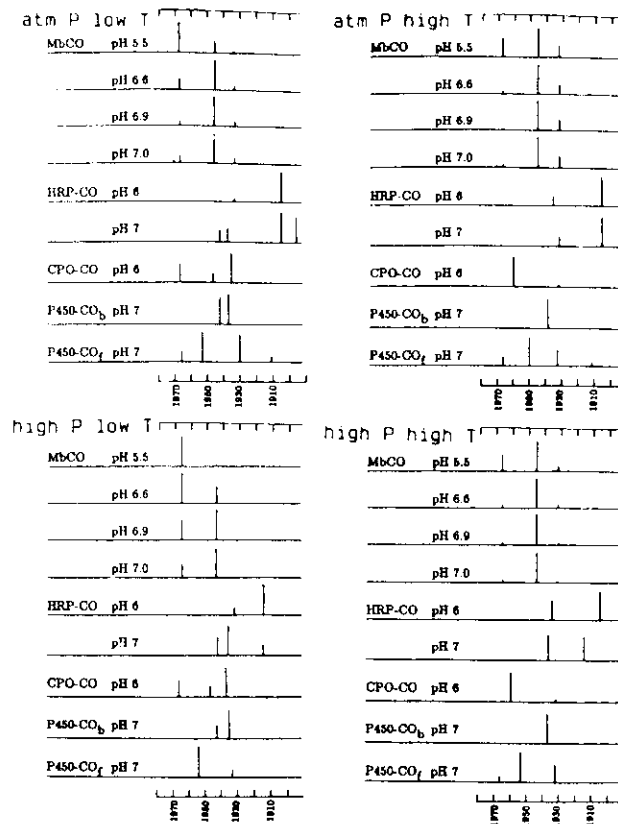 atm P low T
MbCO pH 5.5
pH 6.6
pH 6.9
pH 7.0
HRP-CO pH 6
pH 7
CPO-CO pH 6
P450-COb pH 7
P450-COf pH 7
1970 1950 1930 1910
atm P high T
MbCO pH 5.5
pH 6.6
pH 6.9
pH 7.0
HRP-CO pH 6
pH 7
CPO-CO pH 6
P450-COb pH 7
P450-COf pH 7
1970 1950 1930 1910
high P low T
MbCO pH 5.5
pH 6.6
pH 6.9
pH 7.0
HRP-CO pH 6
pH 7
CPO-CO pH 6
P450-COb pH 7
P450-COf pH 7
1970 1950 1930 1910
high P high T
MbCO pH 5.5
pH 6.6
pH 6.9
pH 7.0
HRP-CO pH 6
pH 7
CPO-CO pH 6
P450-COb pH 7
P450-COf pH 7
1970 1950 1930 1910